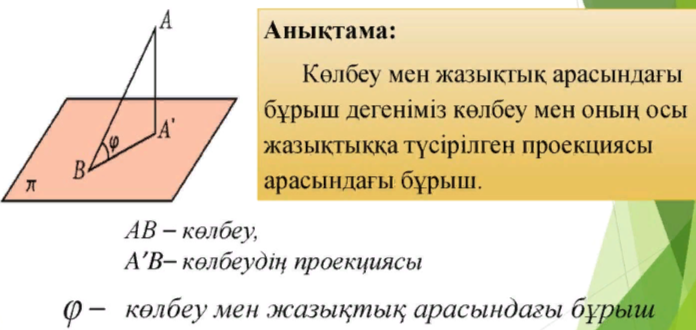 A
A'
φ
B
π
Анықтама:
Көлбеу мен жазықтық арасындағы
бұрыш дегеніміз көлбеу мен оның осы
жазықтыққа түсірілген проекциясы
арасындағы бұрыш.
АВ – көлбеу,
А′В– көлбеудің проекциясы
φ – көлбеу мен жазықтық арасындағы бұрыш